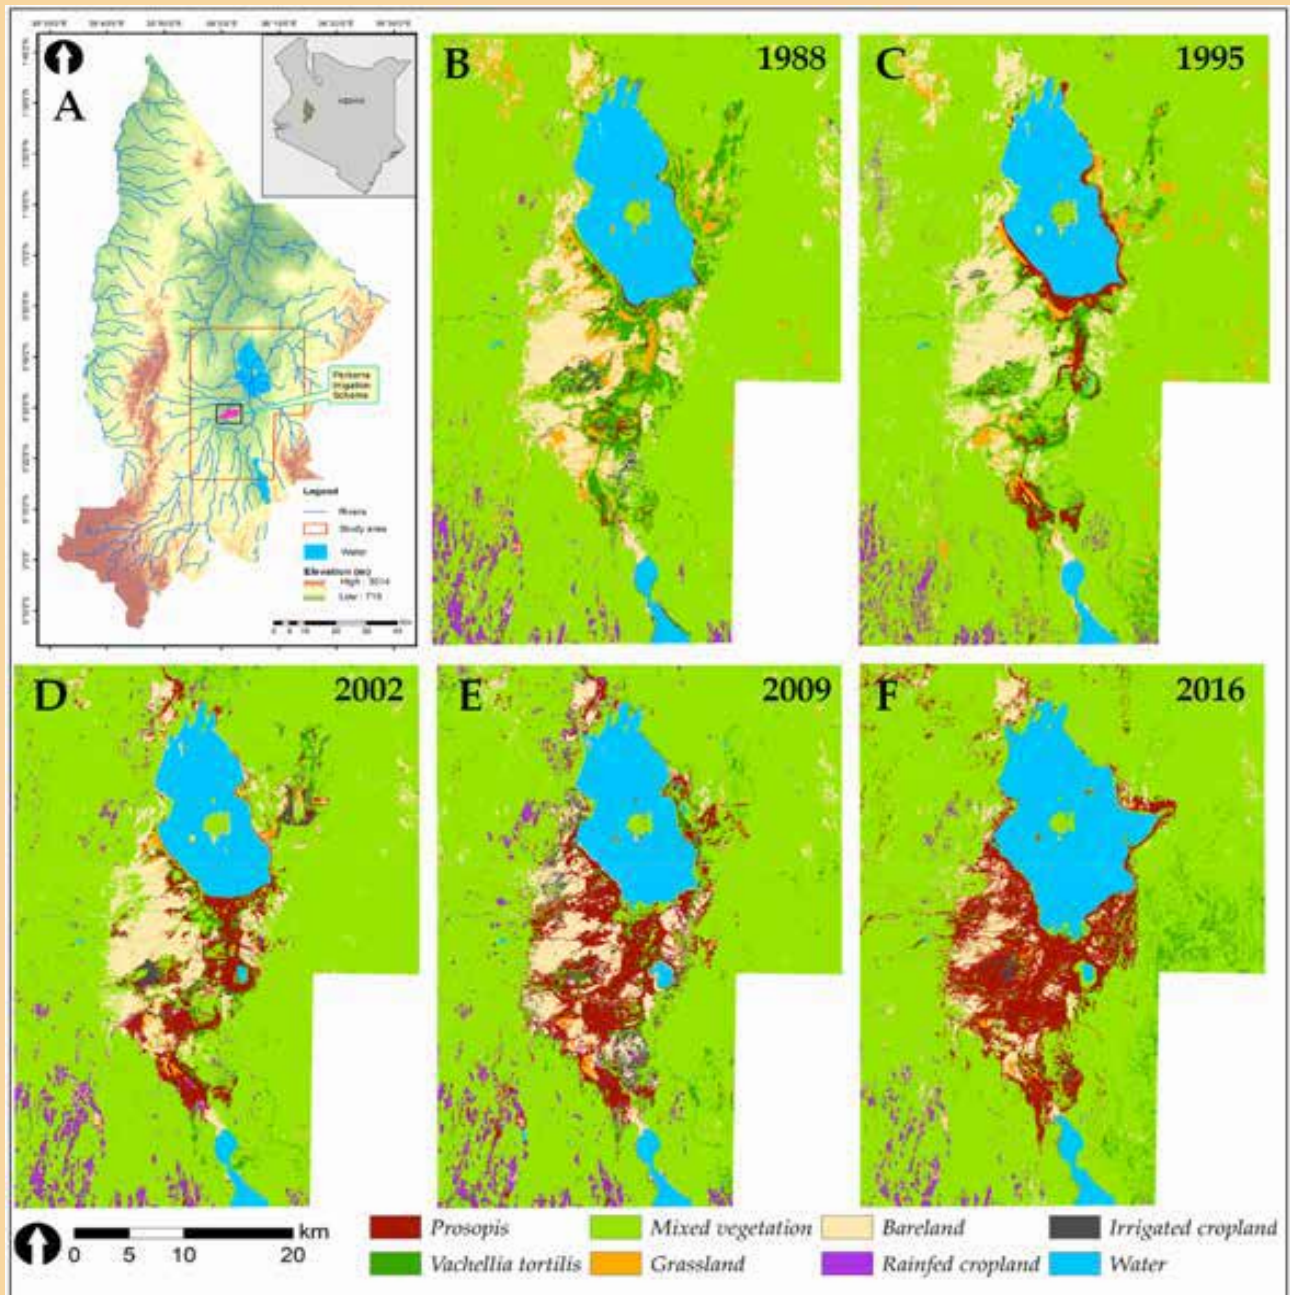 A
KENYA
Perkerra
Irrigation
Scheme
Legend
Rivers
Study area
Water
Elevation (m)
High : 3014
Low : 718
B 1988
C 1995
D 2002
E 2009
F 2016
km
0 5 10 20
Prosopis Mixed vegetation Bareland Irrigated cropland
Vachellia tortilis Grassland Rainfed cropland Water